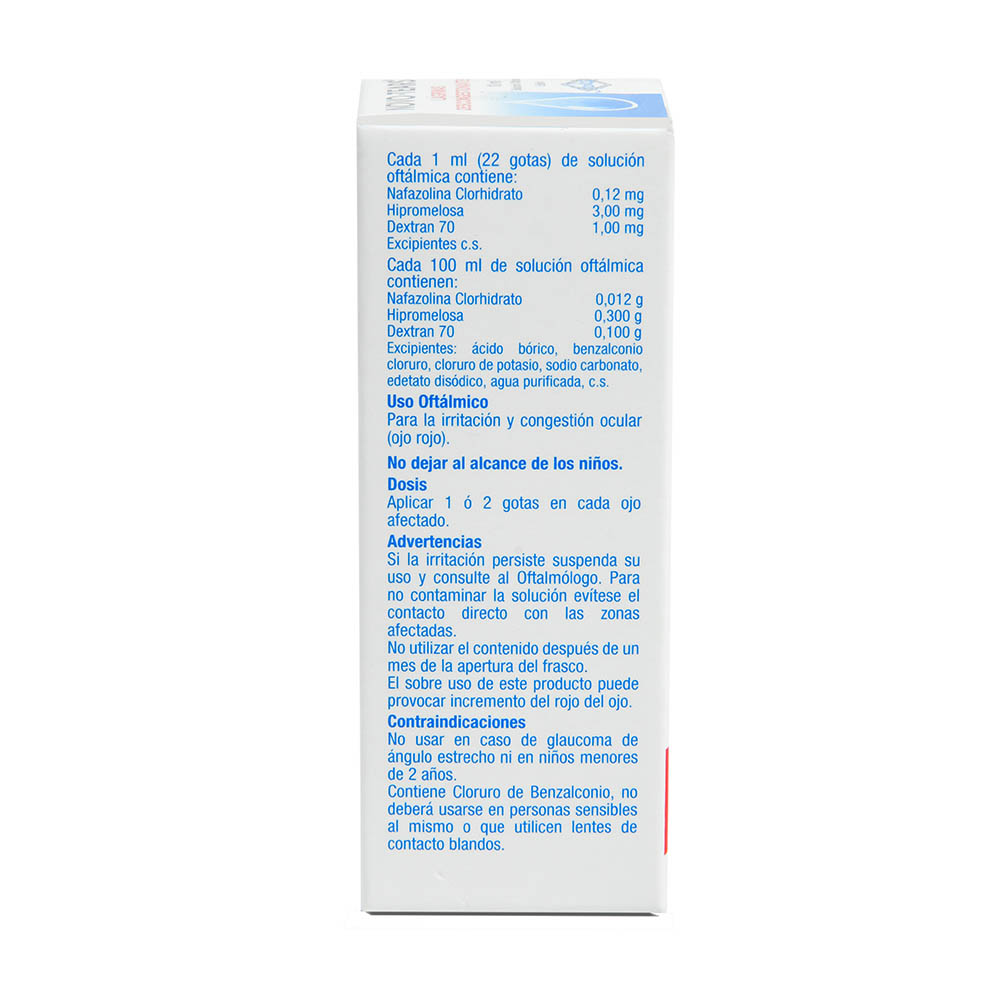 NOVO TEARS
Cada 1 ml (22 gotas) de solución
oftálmica contiene:
Nafazolina Clorhidrato 0,12 mg
Hipromelosa 3,00 mg
Dextran 70 1,00 mg
Excipientes c.s.
Cada 100 ml de solución oftálmica
contienen:
Nafazolina Clorhidrato 0,012 g
Hipromelosa 0,300 g
Dextran 70 0,100 g
Excipientes: ácido bórico, benzalconio
cloruro, cloruro de potasio, sodio carbonato,
edetato disódico, agua purificada, c.s.
Uso Oftálmico
Para la irritación y congestión ocular
(ojo rojo).
No dejar al alcance de los niños.
Dosis
Aplicar 1 ó 2 gotas en cada ojo
afectado.
Advertencias
Si la irritación persiste suspenda su
uso y consulte al Oftalmólogo. Para
no contaminar la solución evítese el
contacto directo con las zonas
afectadas.
No utilizar el contenido después de un
mes de la apertura del frasco.
El sobre uso de este producto puede
provocar incremento del rojo del ojo.
Contraindicaciones
No usar en caso de glaucoma de
ángulo estrecho ni en niños menores
de 2 años.
Contiene Cloruro de Benzalconio, no
deberá usarse en personas sensibles
al mismo o que utilicen lentes de
contacto blandos.